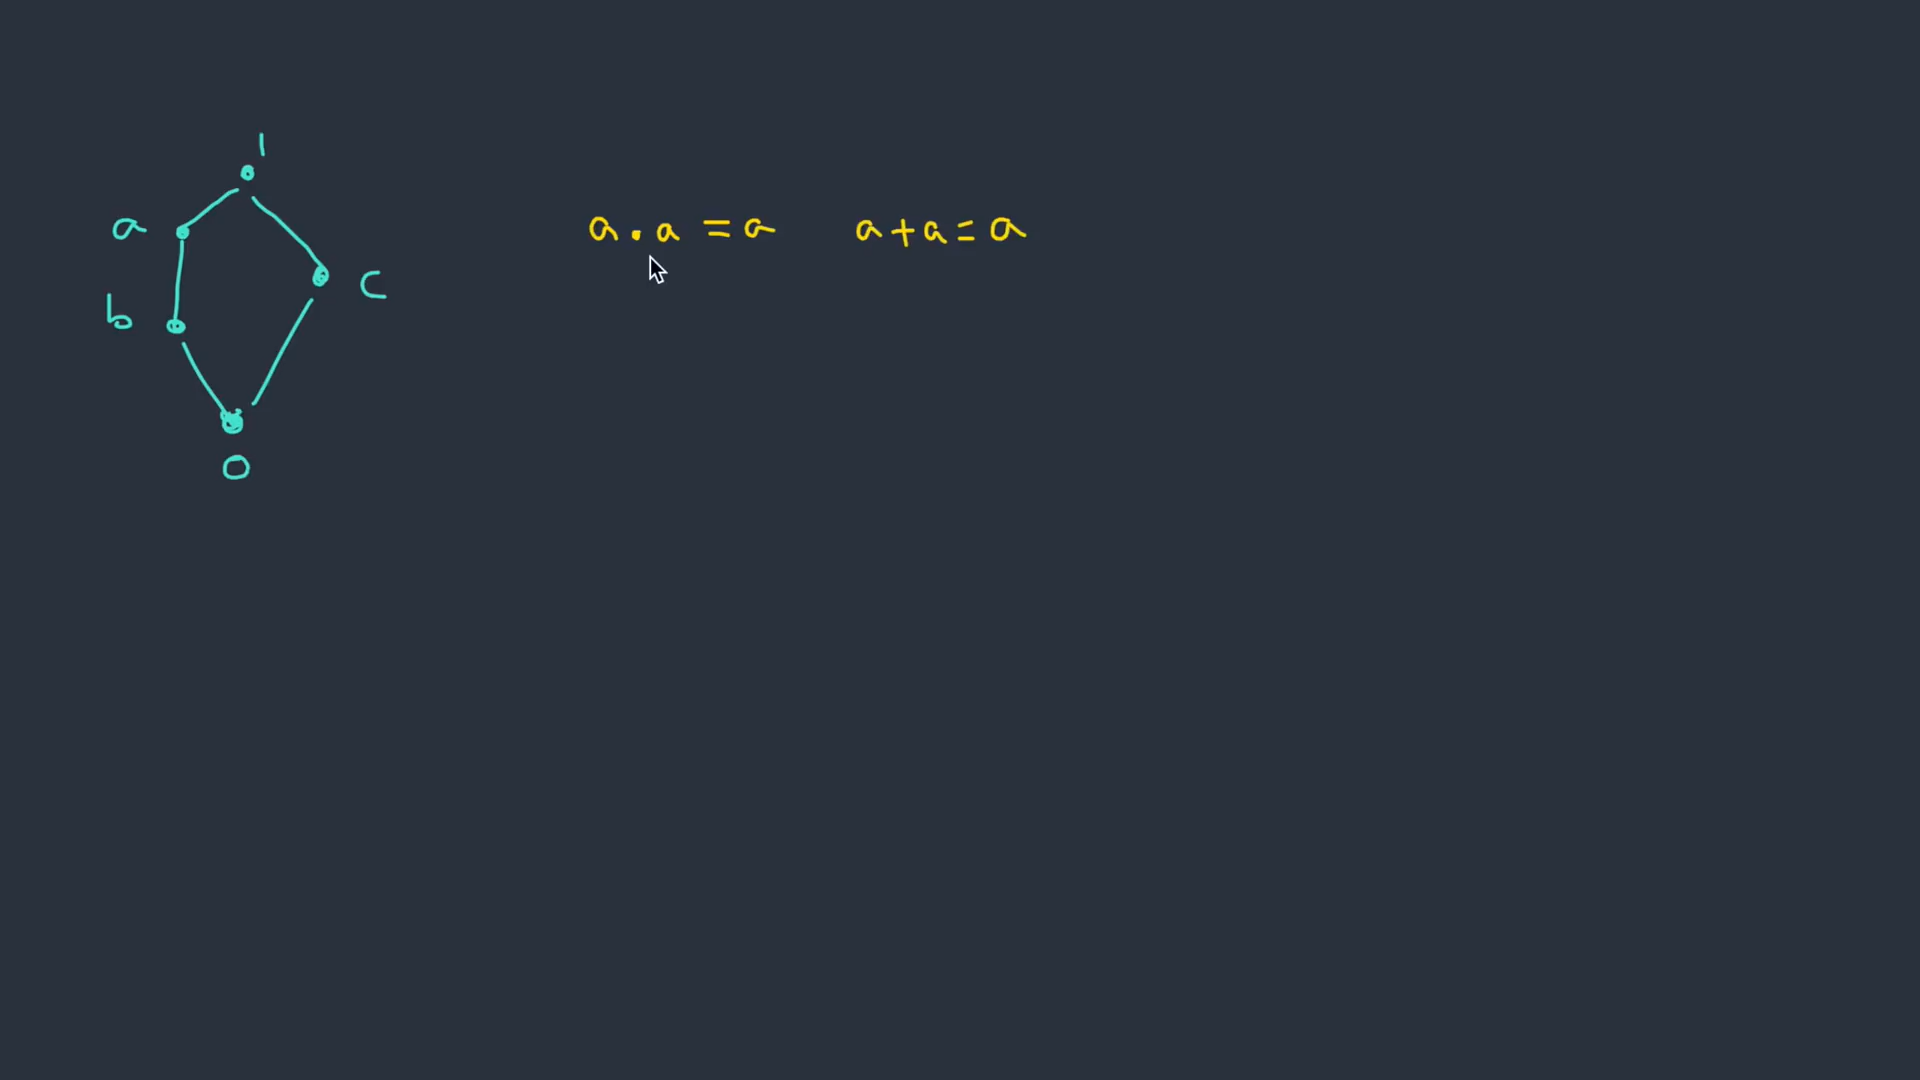 1
a
c
b
0
a . a = a   a + a = a